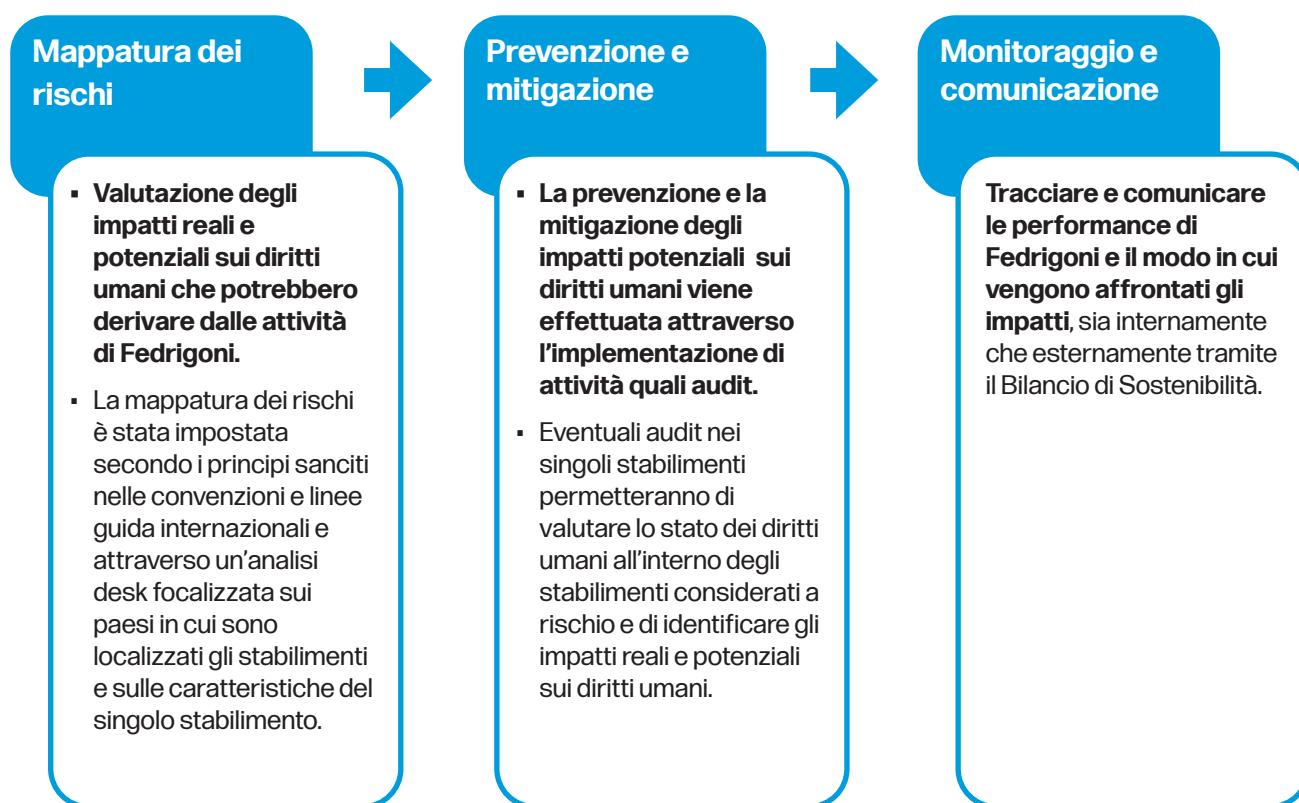 Mappatura dei
rischi
▪ Valutazione degli
impatti reali e
potenziali sui diritti
umani che potrebbero
derivare dalle attività
di Fedrigoni.
▪ La mappatura dei rischi
è stata impostata
secondo i principi sanciti
nelle convenzioni e linee
guida internazionali e
attraverso un’analisi
desk focalizzata sui
paesi in cui sono
localizzati gli stabilimenti
e sulle caratteristiche del
singolo stabilimento.
Prevenzione e
mitigazione
▪ La prevenzione e la
mitigazione degli
impatti potenziali  sui
diritti umani viene
effettuata attraverso
l’implementazione di
attività quali audit.
▪ Eventuali audit nei
singoli stabilimenti
permetteranno di
valutare lo stato dei diritti
umani all’interno degli
stabilimenti considerati a
rischio e di identificare gli
impatti reali e potenziali
sui diritti umani.
Monitoraggio e
comunicazione
Tracciare e comunicare
le performance di
Fedrigoni e il modo in cui
vengono affrontati gli
impatti, sia internamente
che esternamente tramite
il Bilancio di Sostenibilità.